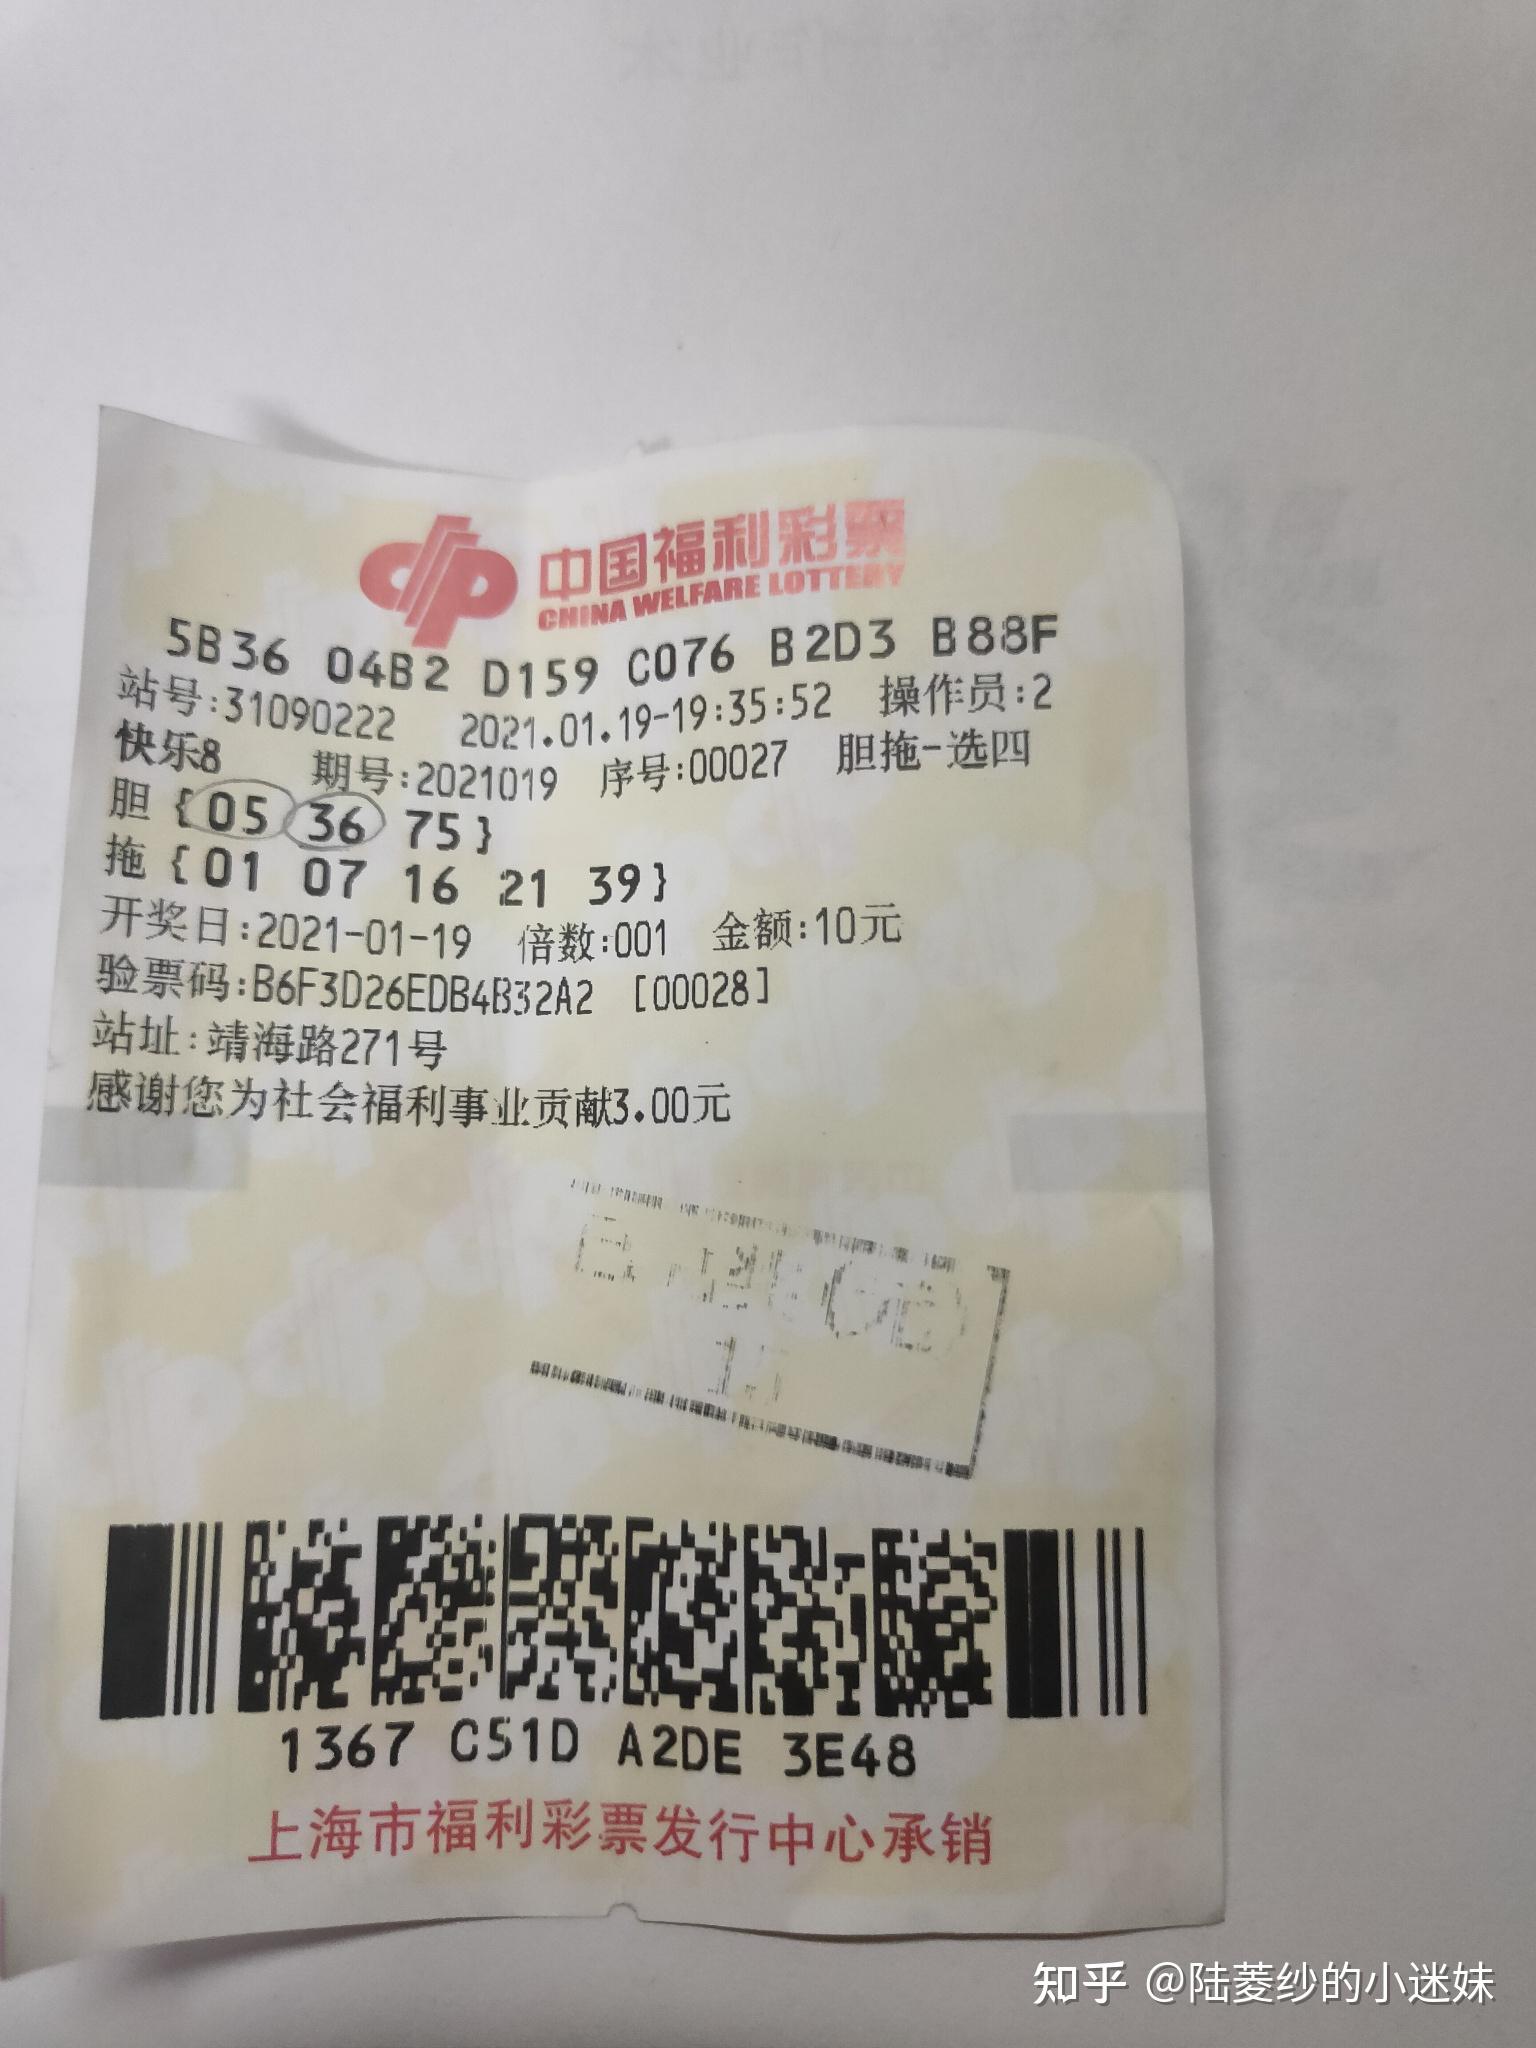 中国福利彩票
CHINA WELFARE LOTTERY
5B36 04B2 D159 C076 B2D3 B88F
站号:31090222 2021.01.19-19:35:52 操作员:2
快乐8 期号:2021019 序号:00027 胆拖-选四
胆{05 36 75}
拖{01 07 16 21 39}
开奖日:2021-01-19 倍数:001 金额:10元
验票码:B6F3D26EDB4B32A2 [00028]
站址:靖海路271号
感谢您为社会福利事业贡献3.00元
1367 C51D A2DE 3E48
上海市福利彩票发行中心承销
知乎 @陆菱纱的小迷妹